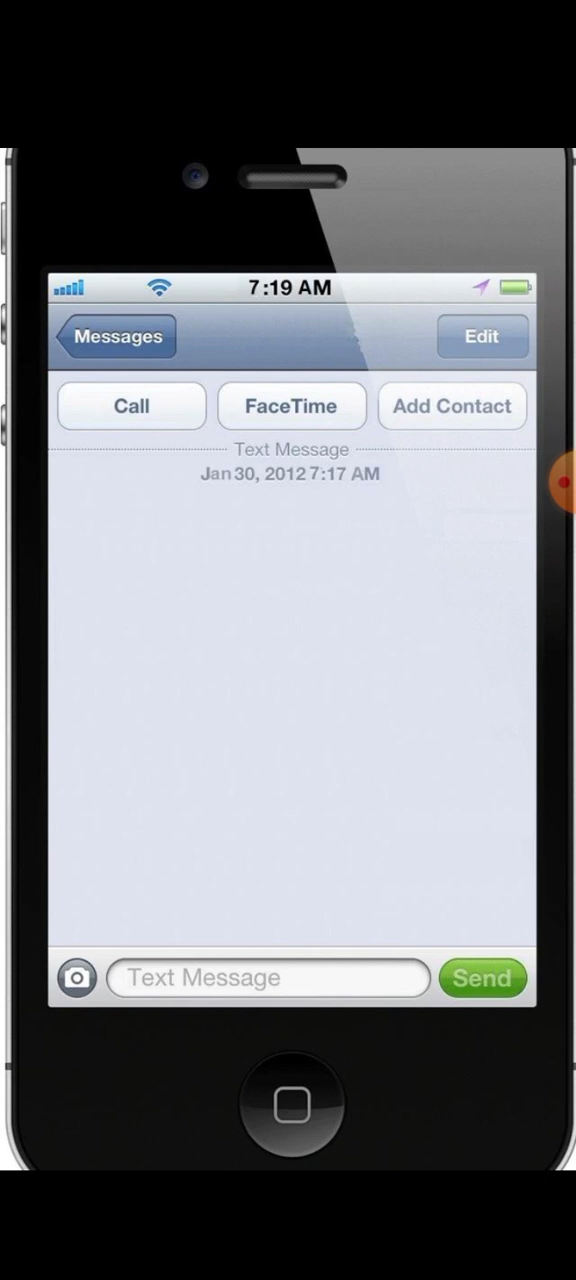 7:19 AM
Messages Edit
Call FaceTime Add Contact
Text Message
Jan 30, 2012 7:17 AM
Text Message Send